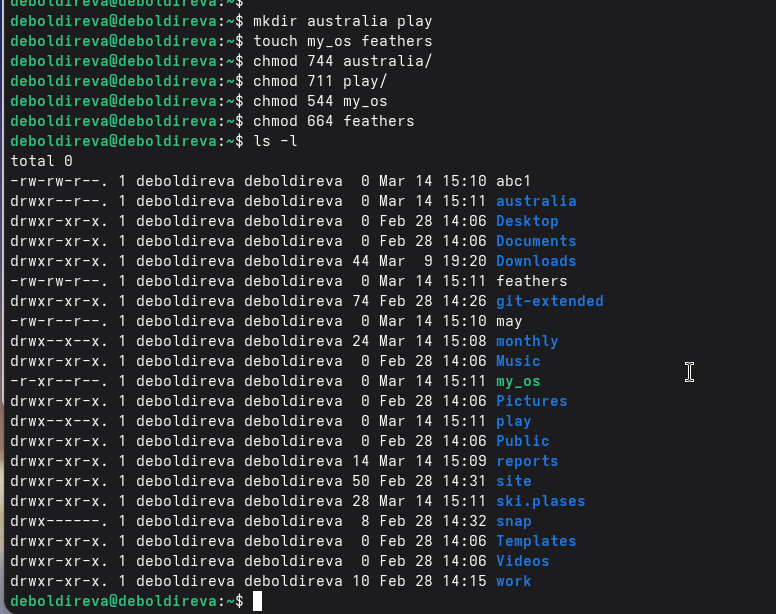 deboldireva@deboldireva:~$
deboldireva@deboldireva:~$ mkdir australia play
deboldireva@deboldireva:~$ touch my_os feathers
deboldireva@deboldireva:~$ chmod 744 australia/
deboldireva@deboldireva:~$ chmod 711 play/
deboldireva@deboldireva:~$ chmod 544 my_os
deboldireva@deboldireva:~$ chmod 664 feathers
deboldireva@deboldireva:~$ ls -l
total 0
-rw-rw-r--. 1 deboldireva deboldireva  0 Mar 14 15:10 abc1
drwxr--r--. 1 deboldireva deboldireva  0 Mar 14 15:11 australia
drwxr-xr-x. 1 deboldireva deboldireva  0 Feb 28 14:06 Desktop
drwxr-xr-x. 1 deboldireva deboldireva  0 Feb 28 14:06 Documents
drwxr-xr-x. 1 deboldireva deboldireva 44 Mar  9 19:20 Downloads
-rw-rw-r--. 1 deboldireva deboldireva  0 Mar 14 15:11 feathers
drwxr-xr-x. 1 deboldireva deboldireva 74 Feb 28 14:26 git-extended
-rw-r--r--. 1 deboldireva deboldireva  0 Mar 14 15:10 may
drwx--x--x. 1 deboldireva deboldireva 24 Mar 14 15:08 monthly
drwxr-xr-x. 1 deboldireva deboldireva  0 Feb 28 14:06 Music
-r-xr--r--. 1 deboldireva deboldireva  0 Mar 14 15:11 my_os
drwxr-xr-x. 1 deboldireva deboldireva  0 Feb 28 14:06 Pictures
drwx--x--x. 1 deboldireva deboldireva  0 Mar 14 15:11 play
drwxr-xr-x. 1 deboldireva deboldireva  0 Feb 28 14:06 Public
drwxr-xr-x. 1 deboldireva deboldireva 14 Mar 14 15:09 reports
drwxr-xr-x. 1 deboldireva deboldireva 50 Feb 28 14:31 site
drwxr-xr-x. 1 deboldireva deboldireva 28 Mar 14 15:11 ski.plases
drwx------. 1 deboldireva deboldireva  8 Feb 28 14:32 snap
drwxr-xr-x. 1 deboldireva deboldireva  0 Feb 28 14:06 Templates
drwxr-xr-x. 1 deboldireva deboldireva  0 Feb 28 14:06 Videos
drwxr-xr-x. 1 deboldireva deboldireva 10 Feb 28 14:15 work
deboldireva@deboldireva:~$